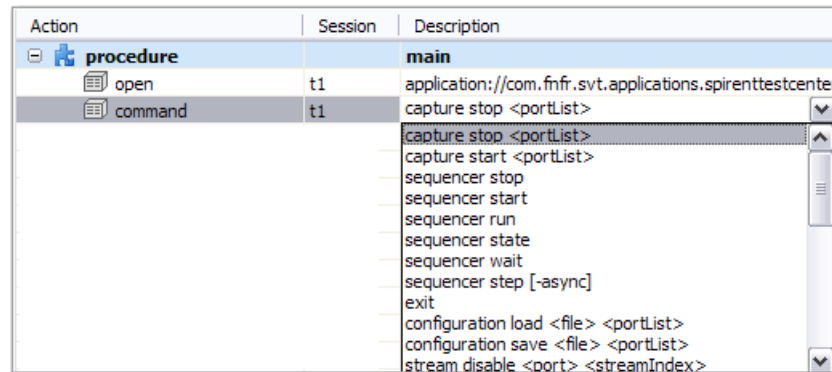 Action Session Description
procedure main
open t1 application://com.fnfr.svt.applications.spirenttestcente
command t1 capture stop <portList>
capture stop <portList>
capture start <portList>
sequencer stop
sequencer start
sequencer run
sequencer state
sequencer wait
sequencer step [-async]
exit
configuration load <file> <portList>
configuration save <file> <portList>
stream disable <port> <streamIndex>